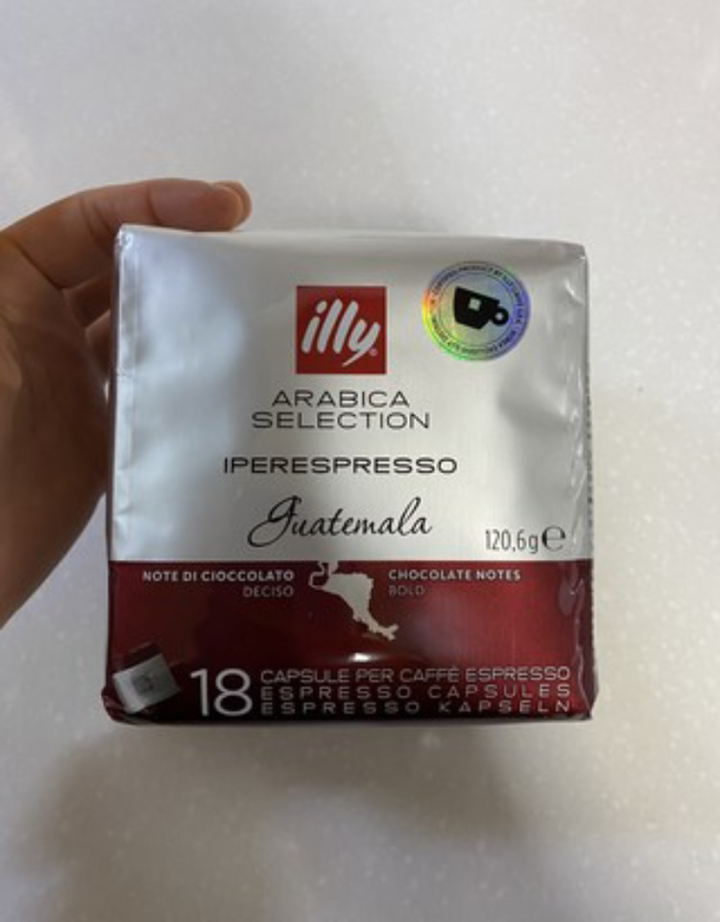 illy
ARABICA
SELECTION
IPERESPRESSO
Guatemala
120,6g℮
NOTE DI CIOCCOLATO
DECISO
CHOCOLATE NOTES
BOLD
18
CAPSULE PER CAFFÈ ESPRESSO
ESPRESSO CAPSULES
ESPRESSO KAPSELN